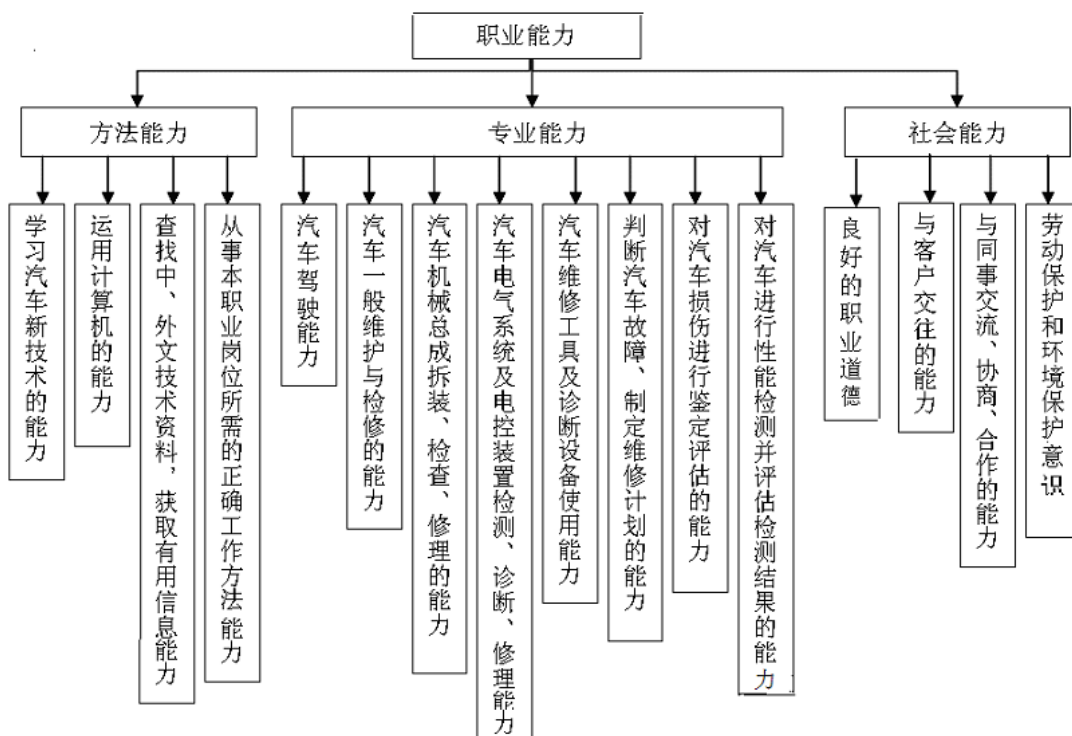 职业能力
方法能力
专业能力
社会能力
学习汽车新技术的能力
运用计算机的能力
查找中、外文技术资料，获取有用信息能力
从事本职业岗位所需的正确工作方法能力
汽车驾驶能力
汽车一般维护与检修的能力
汽车机械总成拆装、检查、修理的能力
汽车电气系统及电控装置检测、诊断、修理能力
汽车维修工具及诊断设备使用能力
判断汽车故障、制定维修计划的能力
对汽车损伤进行鉴定评估的能力
对汽车进行性能检测并评估检测结果的能力
良好的职业道德
与客户交往的能力
与同事交流、协商、合作的能力
劳动保护和环境保护意识